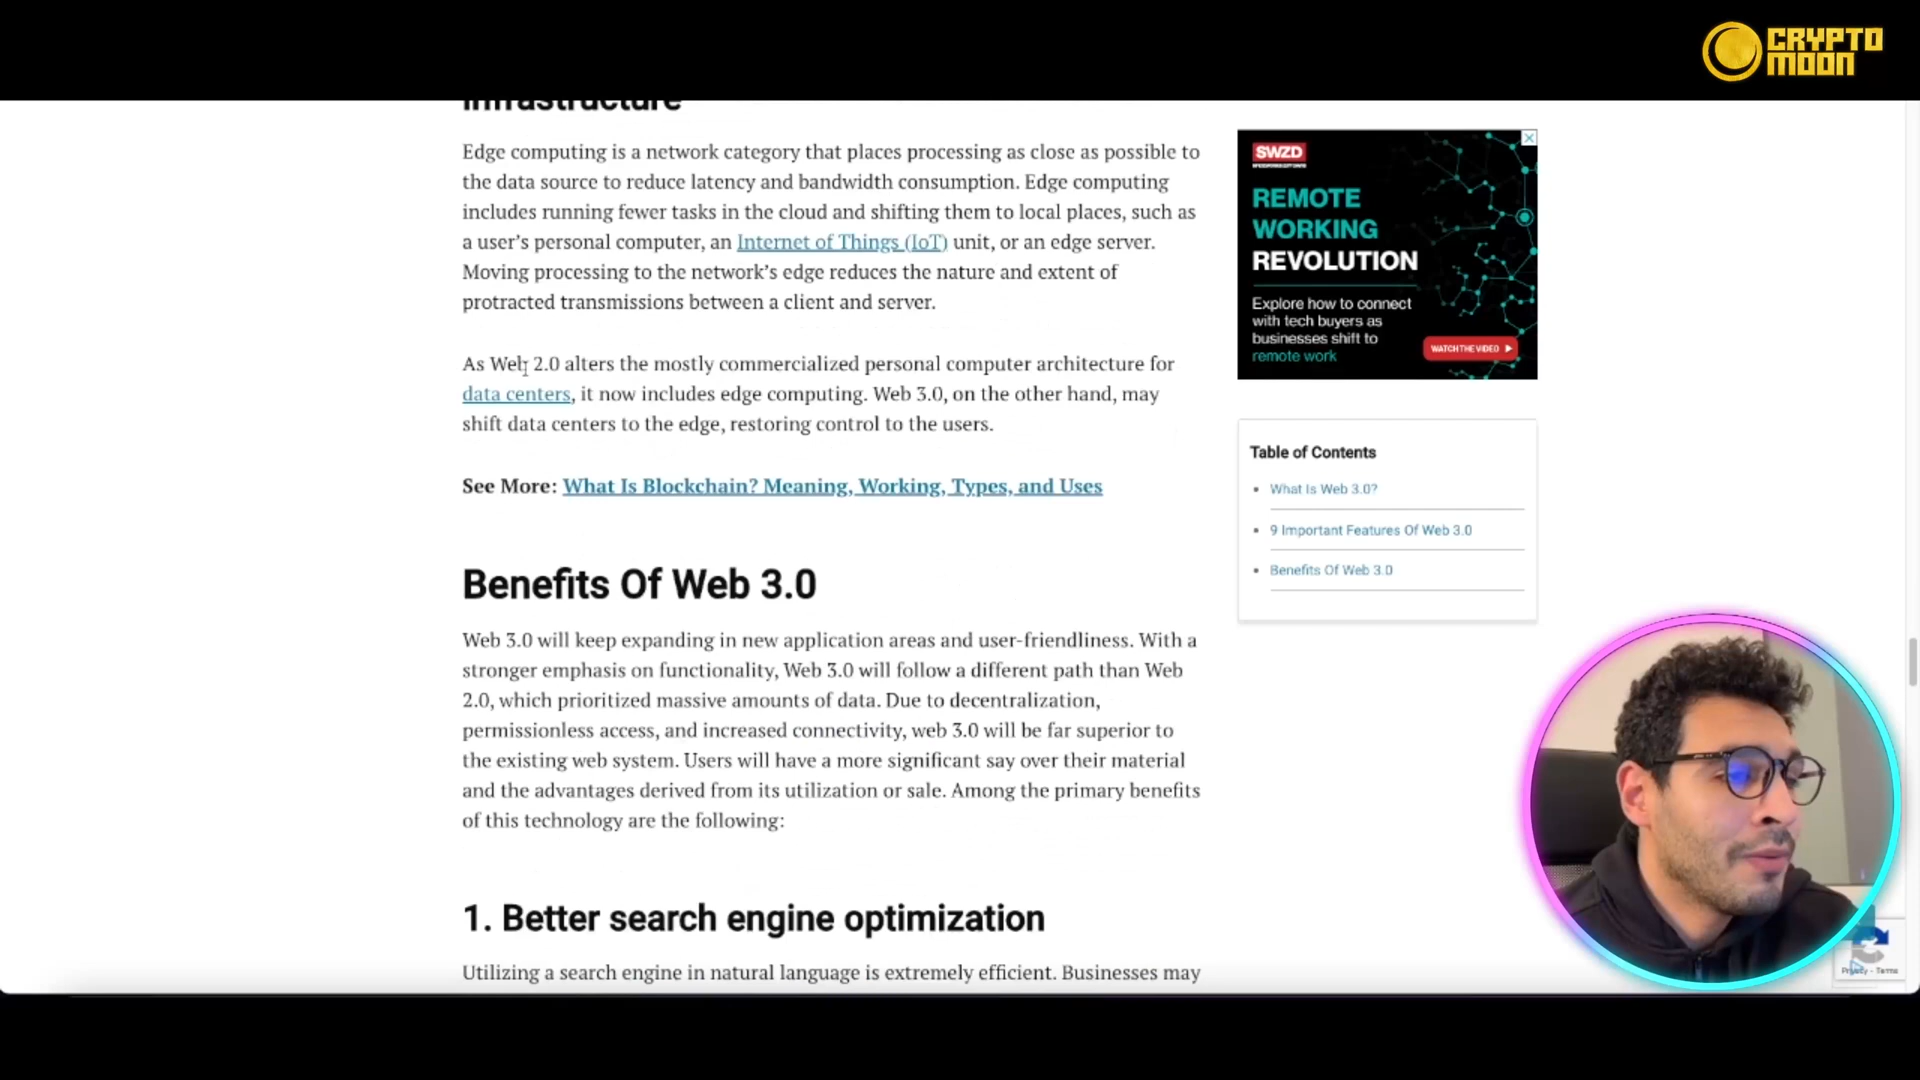 CRYPTO
MOON
Infrastructure
Edge computing is a network category that places processing as close as possible to
the data source to reduce latency and bandwidth consumption. Edge computing
includes running fewer tasks in the cloud and shifting them to local places, such as
a user’s personal computer, an Internet of Things (IoT) unit, or an edge server.
Moving processing to the network’s edge reduces the nature and extent of
protracted transmissions between a client and server.
As Web 2.0 alters the mostly commercialized personal computer architecture for
data centers, it now includes edge computing. Web 3.0, on the other hand, may
shift data centers to the edge, restoring control to the users.
See More: What Is Blockchain? Meaning, Working, Types, and Uses
Benefits Of Web 3.0
Web 3.0 will keep expanding in new application areas and user-friendliness. With a
stronger emphasis on functionality, Web 3.0 will follow a different path than Web
2.0, which prioritized massive amounts of data. Due to decentralization,
permissionless access, and increased connectivity, web 3.0 will be far superior to
the existing web system. Users will have a more significant say over their material
and the advantages derived from its utilization or sale. Among the primary benefits
of this technology are the following:
1. Better search engine optimization
Utilizing a search engine in natural language is extremely efficient. Businesses may
SWZD
REMOTE
WORKING
REVOLUTION
Explore how to connect
with tech buyers as
businesses shift to
remote work
WATCH THE VIDEO
Table of Contents
What Is Web 3.0?
9 Important Features Of Web 3.0
Benefits Of Web 3.0
Privacy - Terms